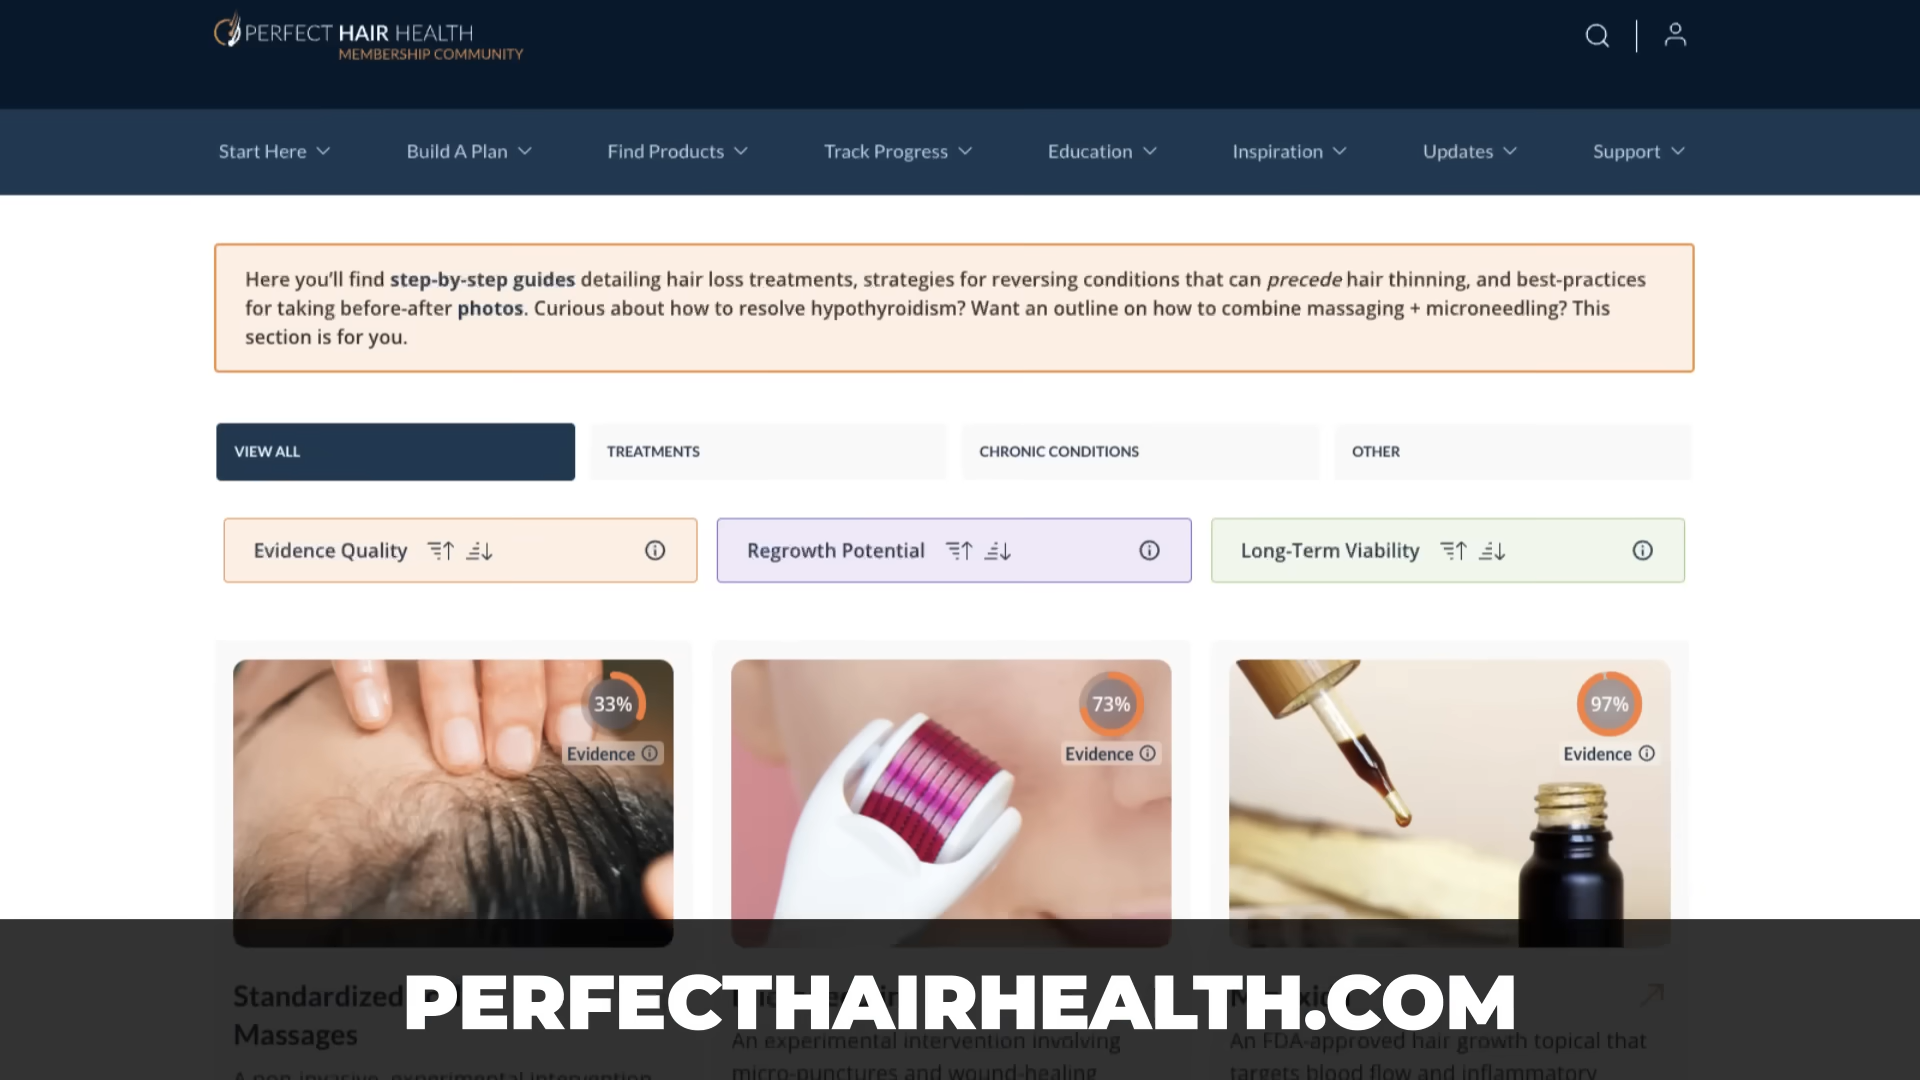 PERFECT HAIR HEALTH
MEMBERSHIP COMMUNITY
Start Here
Build A Plan
Find Products
Track Progress
Education
Inspiration
Updates
Support
Here you'll find step-by-step guides detailing hair loss treatments, strategies for reversing conditions that can precede hair thinning, and best-practices
for taking before-after photos. Curious about how to resolve hypothyroidism? Want an outline on how to combine massaging + microneedling? This
section is for you.
VIEW ALL
TREATMENTS
CHRONIC CONDITIONS
OTHER
Evidence Quality
Regrowth Potential
Long-Term Viability
33%
Evidence
73%
Evidence
97%
Evidence
Standardized
Massages
PERFECTHAIRHEALTH.COM
A non-invasive, experimental intervention
An experimental intervention involving
micro-punctures and wound-healing
An FDA-approved hair growth topical that
targets blood flow and inflammatory